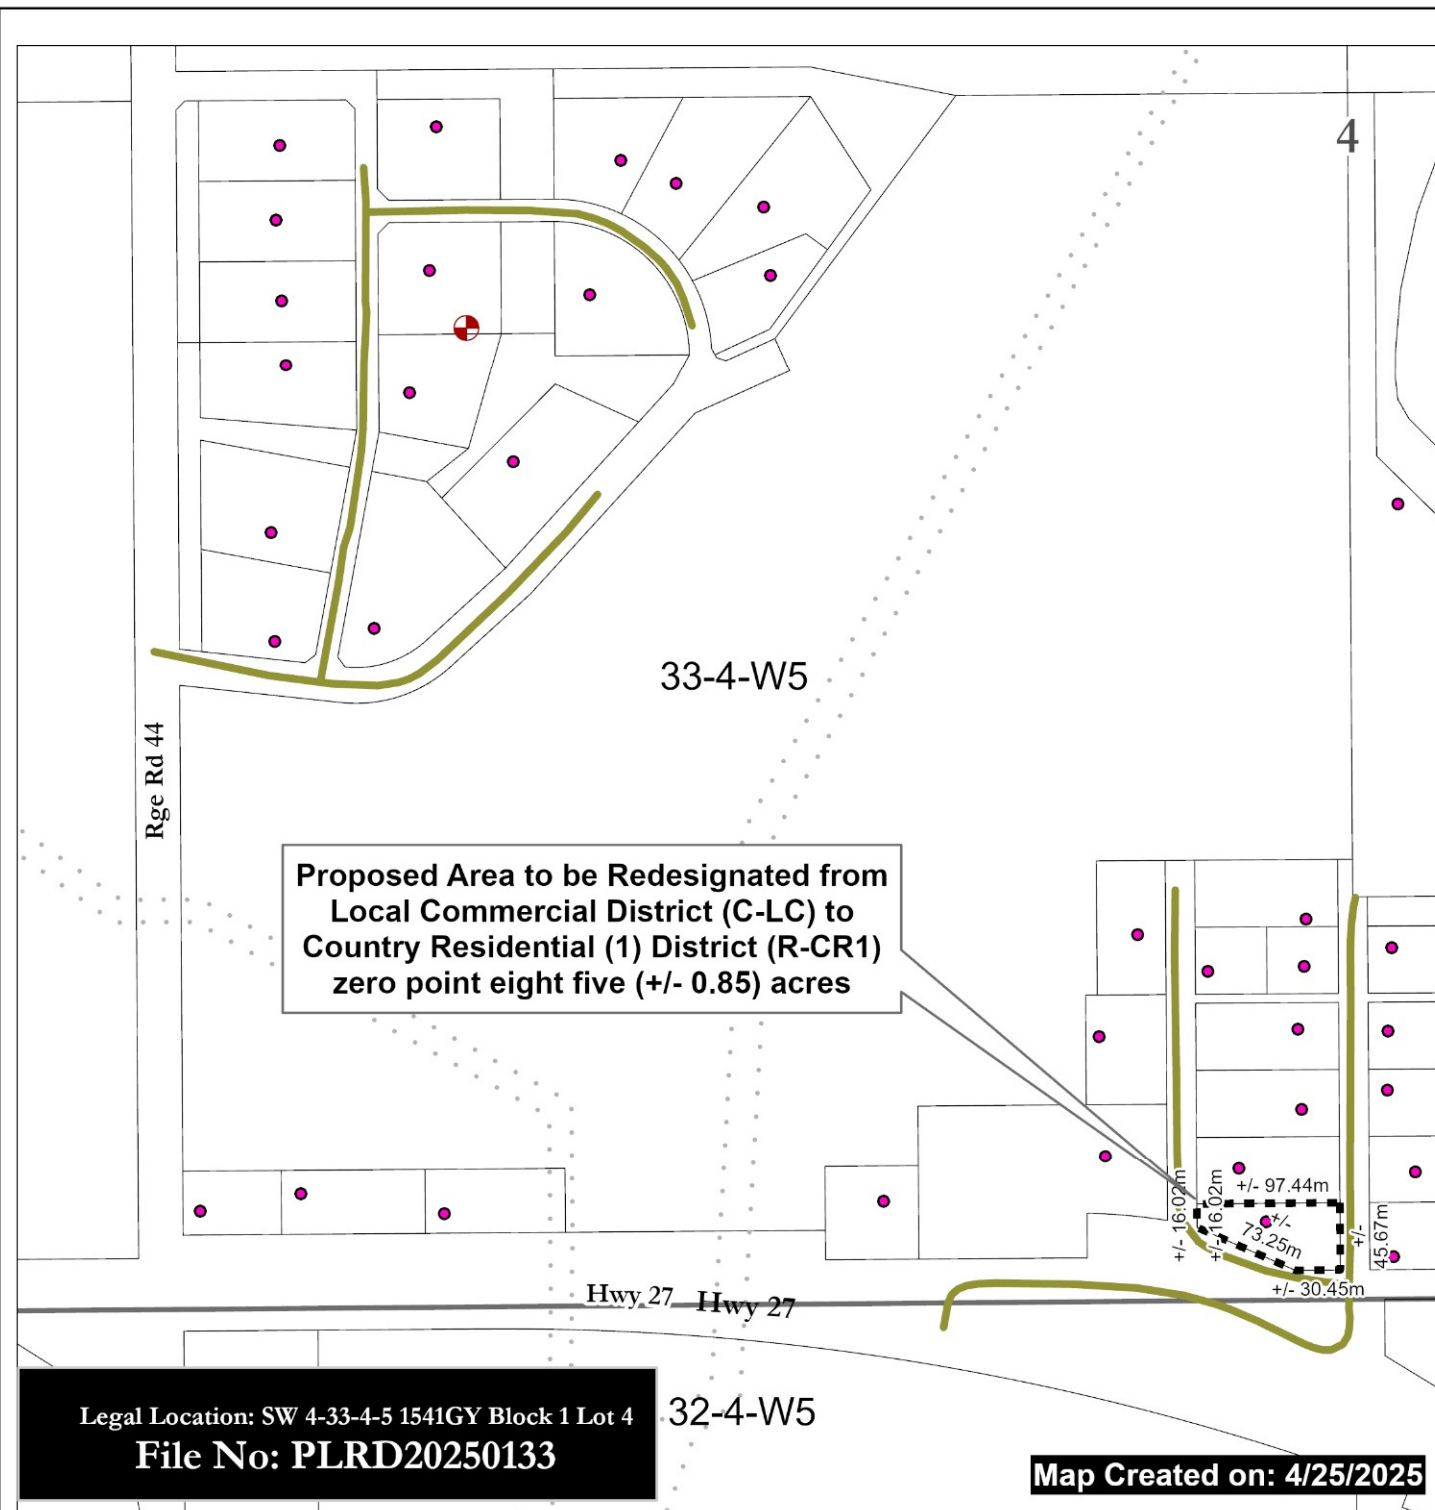 4
33-4-W5
Rge Rd 44
Proposed Area to be Redesignated from
Local Commercial District (C-LC) to
Country Residential (1) District (R-CR1)
zero point eight five (+/- 0.85) acres
+/- 16.02m
+/- 16.02m
+/- 97.44m
+/-
73.25m
+/-
45.67m
+/- 30.45m
Hwy 27
Hwy 27
32-4-W5
Legal Location: SW 4-33-4-5 1541GY Block 1 Lot 4
File No: PLRD20250133
Map Created on: 4/25/2025